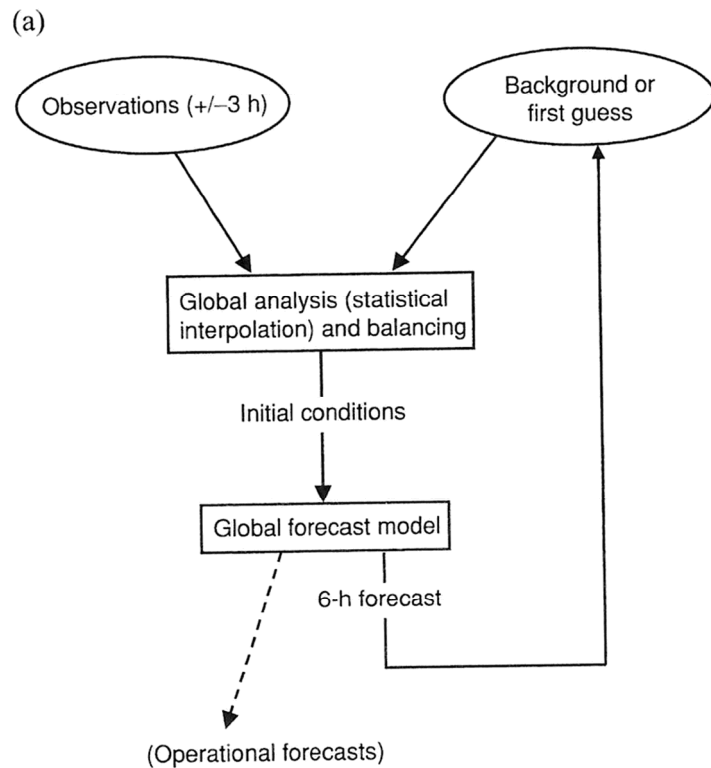 (a)
Observations (+/–3 h)
Background or
first guess
Global analysis (statistical
interpolation) and balancing
Initial conditions
Global forecast model
6-h forecast
(Operational forecasts)